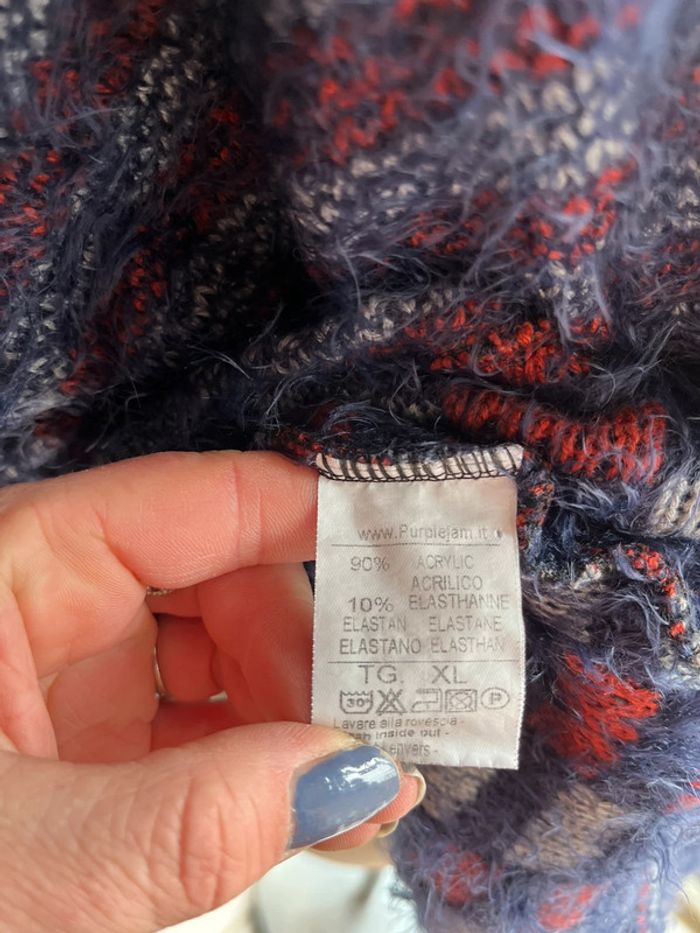 www.Purplejam.it
90% ACRYLIC
ACRILICO
10% ELASTHANNE
ELASTAN ELASTANE
ELASTANO ELASTHAN
TG. XL
30° P
Lavare alla rovescia -
inside out -
envers -